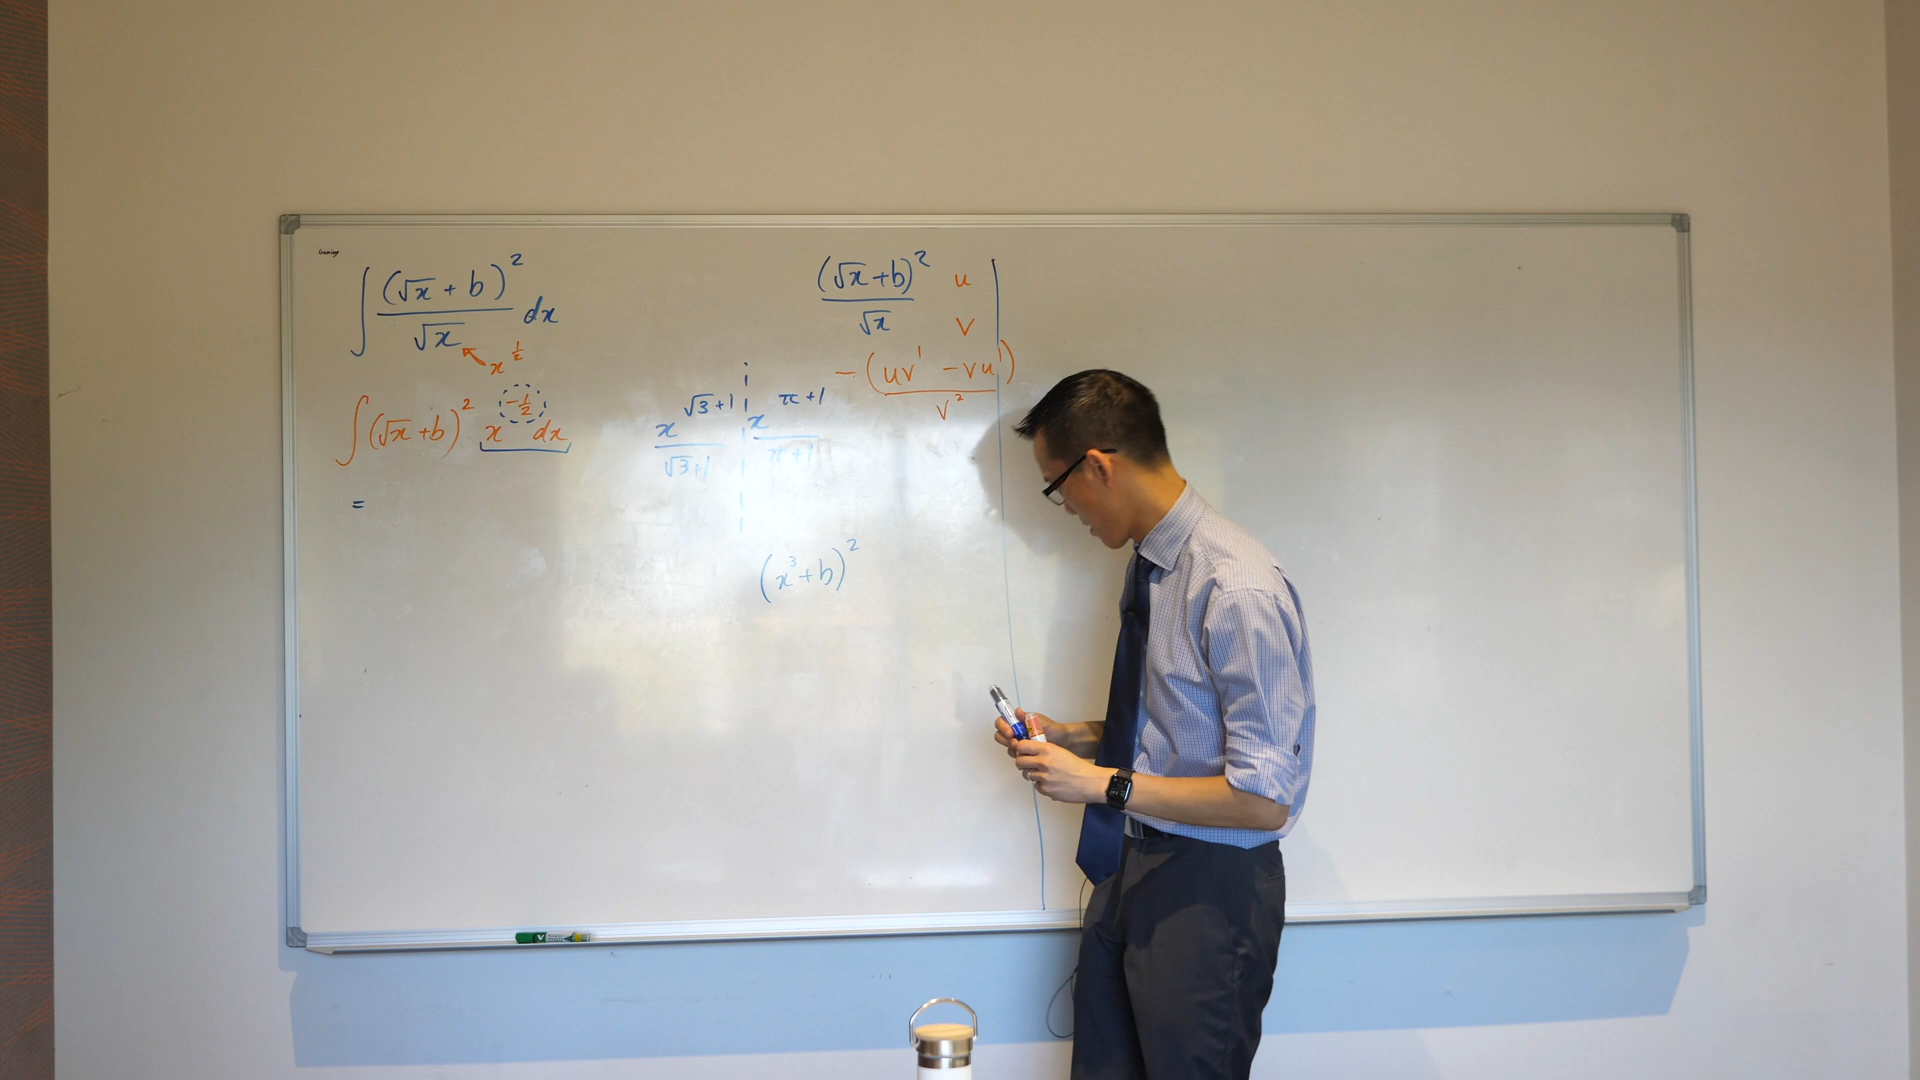 ∫ (√x + b)² / √x dx
x^½
∫ (√x + b)² x^(-½) dx
=
x^(√3+1) / (√3+1)
x^(π+1) / (π+1)
(x³ + b)²
(√x + b)² / √x
u
v
-(uv' - vu') / v²